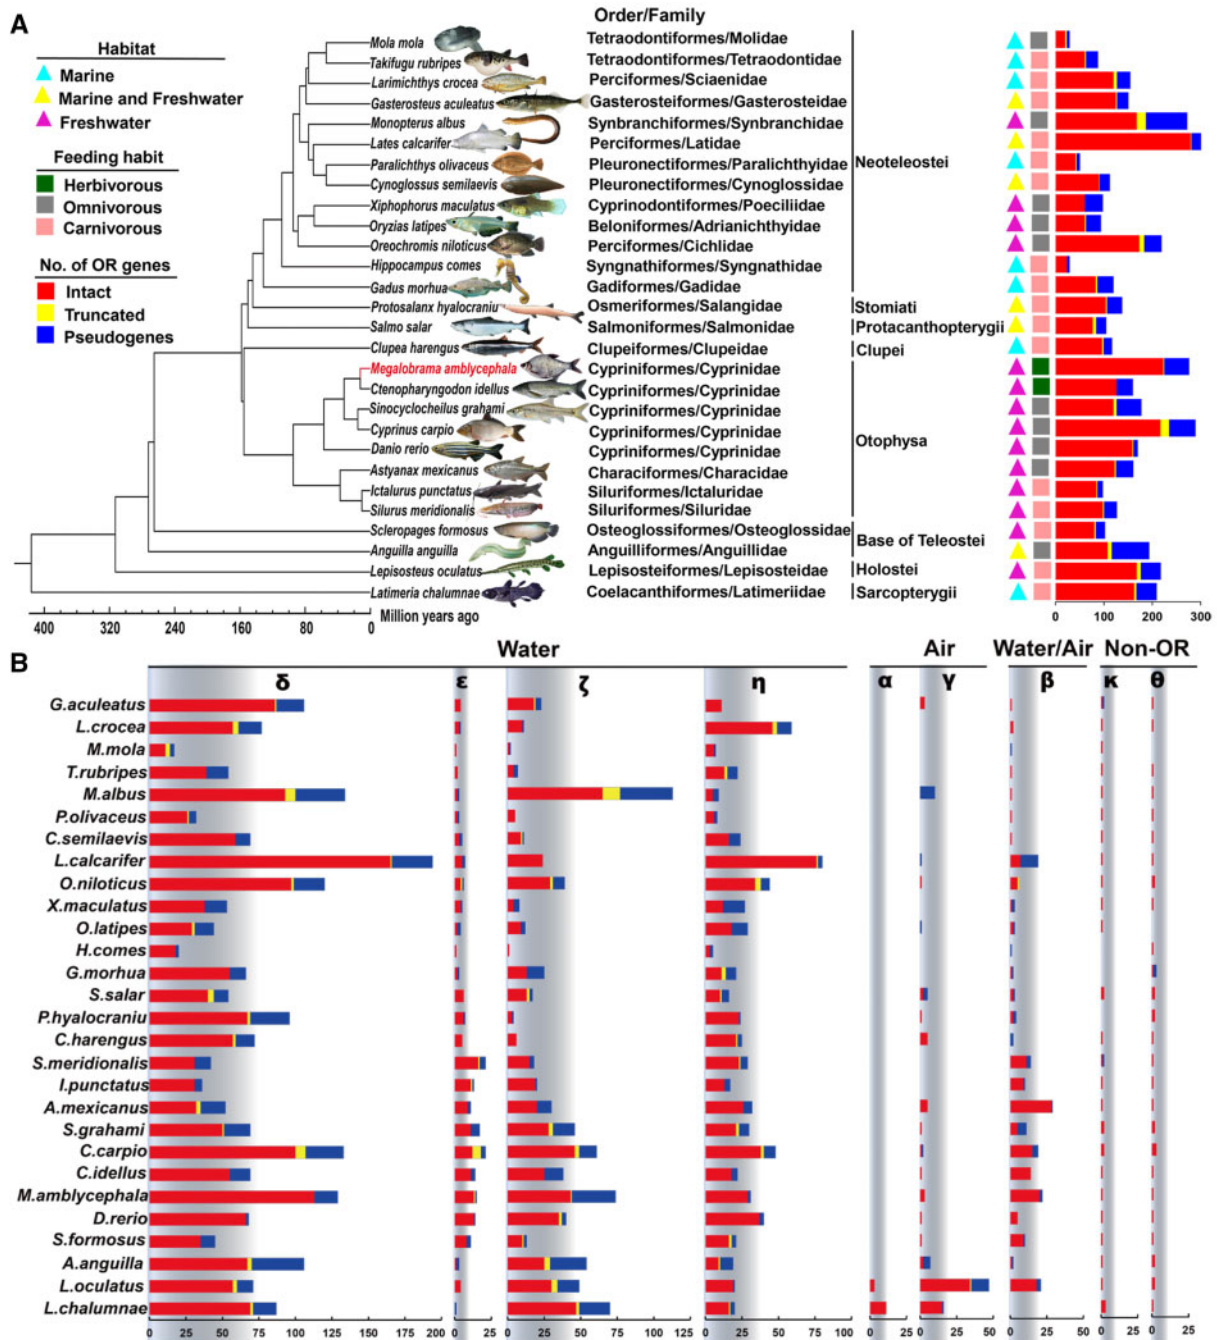 A
Order/Family
Habitat
Marine
Marine and Freshwater
Freshwater
Feeding habit
Herbivorous
Omnivorous
Carnivorous
No. of OR genes
Intact
Truncated
Pseudogenes
Mola mola Tetraodontiformes/Molidae
Takifugu rubripes Tetraodontiformes/Tetraodontidae
Larimichthys crocea Perciformes/Sciaenidae
Gasterosteus aculeatus Gasterosteiformes/Gasterosteidae
Monopterus albus Synbranchiformes/Synbranchidae
Lates calcarifer Perciformes/Latidae
Paralichthys olivaceus Pleuronectiformes/Paralichthyidae
Cynoglossus semilaevis Pleuronectiformes/Cynoglossidae
Xiphophorus maculatus Cyprinodontiformes/Poeciliidae
Oryzias latipes Beloniformes/Adrianichthyidae
Oreochromis niloticus Perciformes/Cichlidae
Hippocampus comes Syngnathiformes/Syngnathidae
Gadus morhua Gadiformes/Gadidae
Protosalanx hyalocraniu Osmeriformes/Salangidae
Salmo salar Salmoniformes/Salmonidae
Clupea harengus Clupeiformes/Clupeidae
Megalobrama amblycephala Cypriniformes/Cyprinidae
Ctenopharyngodon idellus Cypriniformes/Cyprinidae
Sinocyclocheilus grahami Cypriniformes/Cyprinidae
Cyprinus carpio Cypriniformes/Cyprinidae
Danio rerio Cypriniformes/Cyprinidae
Astyanax mexicanus Characiformes/Characidae
Ictalurus punctatus Siluriformes/Ictaluridae
Silurus meridionalis Siluriformes/Siluridae
Scleropages formosus Osteoglossiformes/Osteoglossidae
Anguilla anguilla Anguilliformes/Anguillidae
Lepisosteus oculatus Lepisosteiformes/Lepisosteidae
Latimeria chalumnae Coelacanthiformes/Latimeriidae
Neoteleostei
Stomiati
Protacanthopterygii
Clupei
Otophysa
Base of Teleostei
Holostei
Sarcopterygii
400 320 240 160 80 0 Million years ago
0 100 200 300
B
Water Air Water/Air Non-OR
δ ε ζ η α γ β κ θ
G.aculeatus
L.crocea
M.mola
T.rubripes
M.albus
P.olivaceus
C.semilaevis
L.calcarifer
O.niloticus
X.maculatus
O.latipes
H.comes
G.morhua
S.salar
P.hyalocraniu
C.harengus
S.meridionalis
I.punctatus
A.mexicanus
S.grahami
C.carpio
C.idellus
M.amblycephala
D.rerio
S.formosus
A.anguilla
L.oculatus
L.chalumnae
0 25 50 75 100 125 150 175 200 0 25 0 25 50 75 100 125 0 25 50 75 100 0 25 0 25 50 0 25 50 0 25 0 25